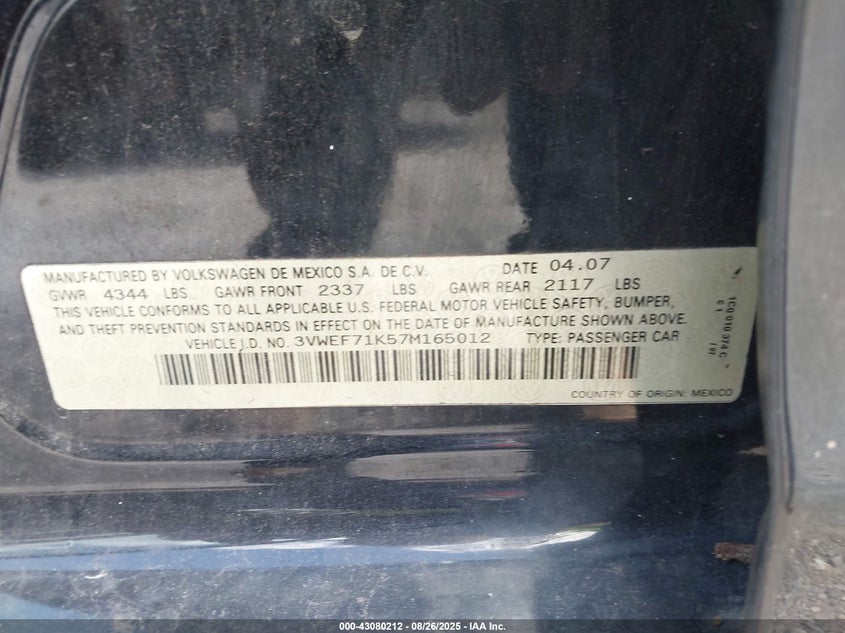 MANUFACTURED BY VOLKSWAGEN DE MEXICO S.A. DE C.V. DATE 04.07
GVWR 4344 LBS GAWR FRONT 2337 LBS GAWR REAR 2117 LBS
THIS VEHICLE CONFORMS TO ALL APPLICABLE U.S. FEDERAL MOTOR VEHICLE SAFETY, BUMPER,
AND THEFT PREVENTION STANDARDS IN EFFECT ON THE DATE OF MANUFACTURE SHOWN ABOVE.
VEHICLE I.D. NO. 3VWEF71K57M165012 TYPE: PASSENGER CAR
COUNTRY OF ORIGIN: MEXICO
1C0 010 374 C
000-43080212 - 08/26/2025 - IAA Inc.